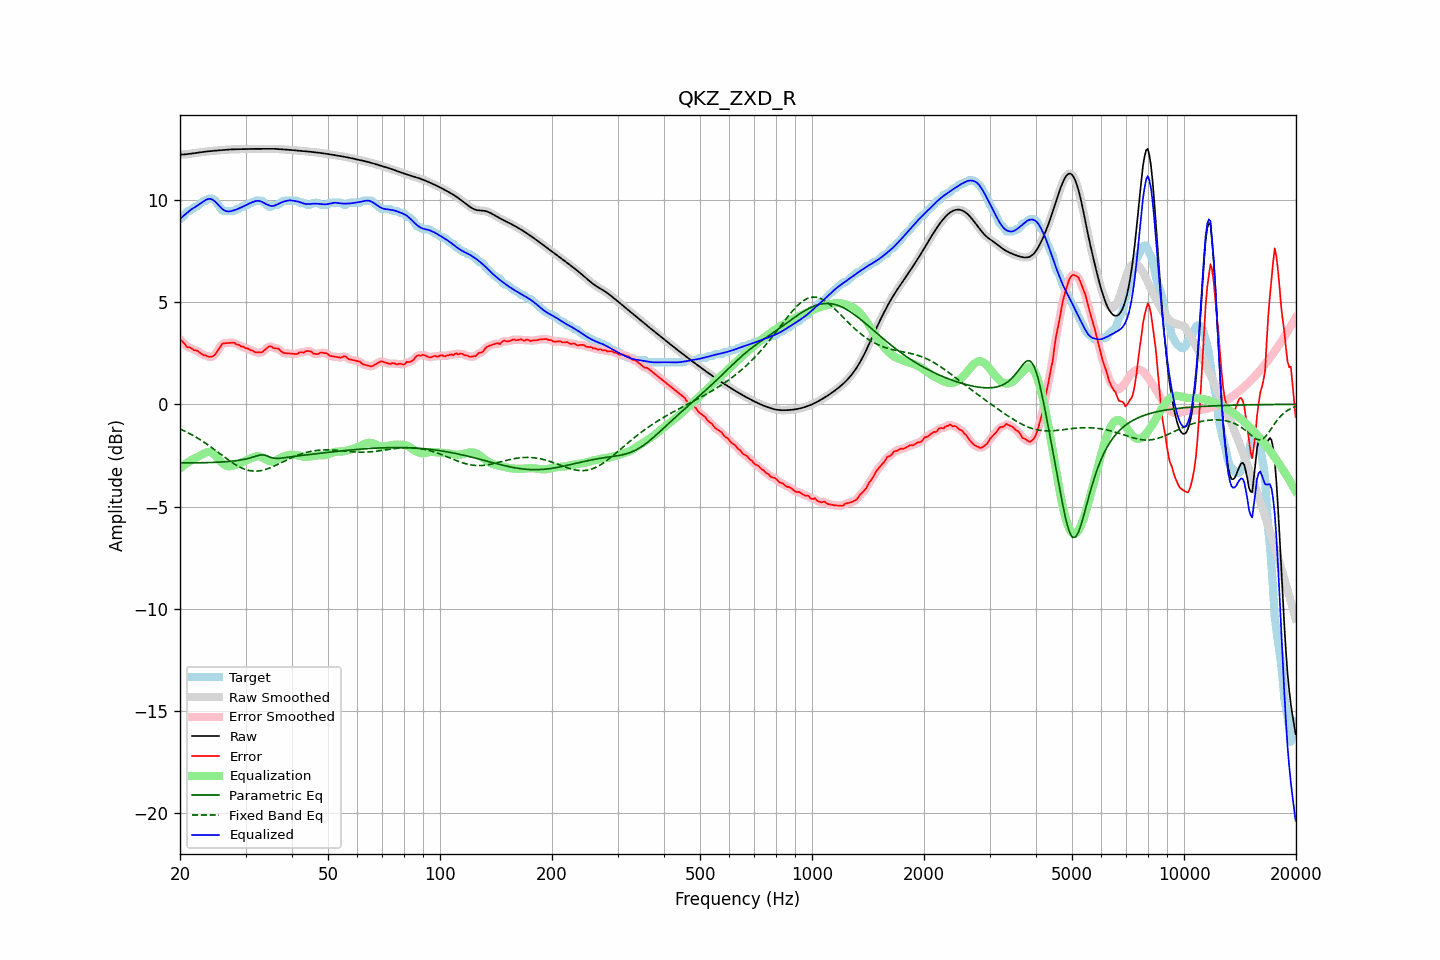 QKZ_ZXD_R
Amplitude (dBr)
10
5
0
−5
−10
−15
−20
Target
Raw Smoothed
Error Smoothed
Raw
Error
Equalization
Parametric Eq
Fixed Band Eq
Equalized
20 50 100 200 500 1000 2000 5000 10000 20000
Frequency (Hz)